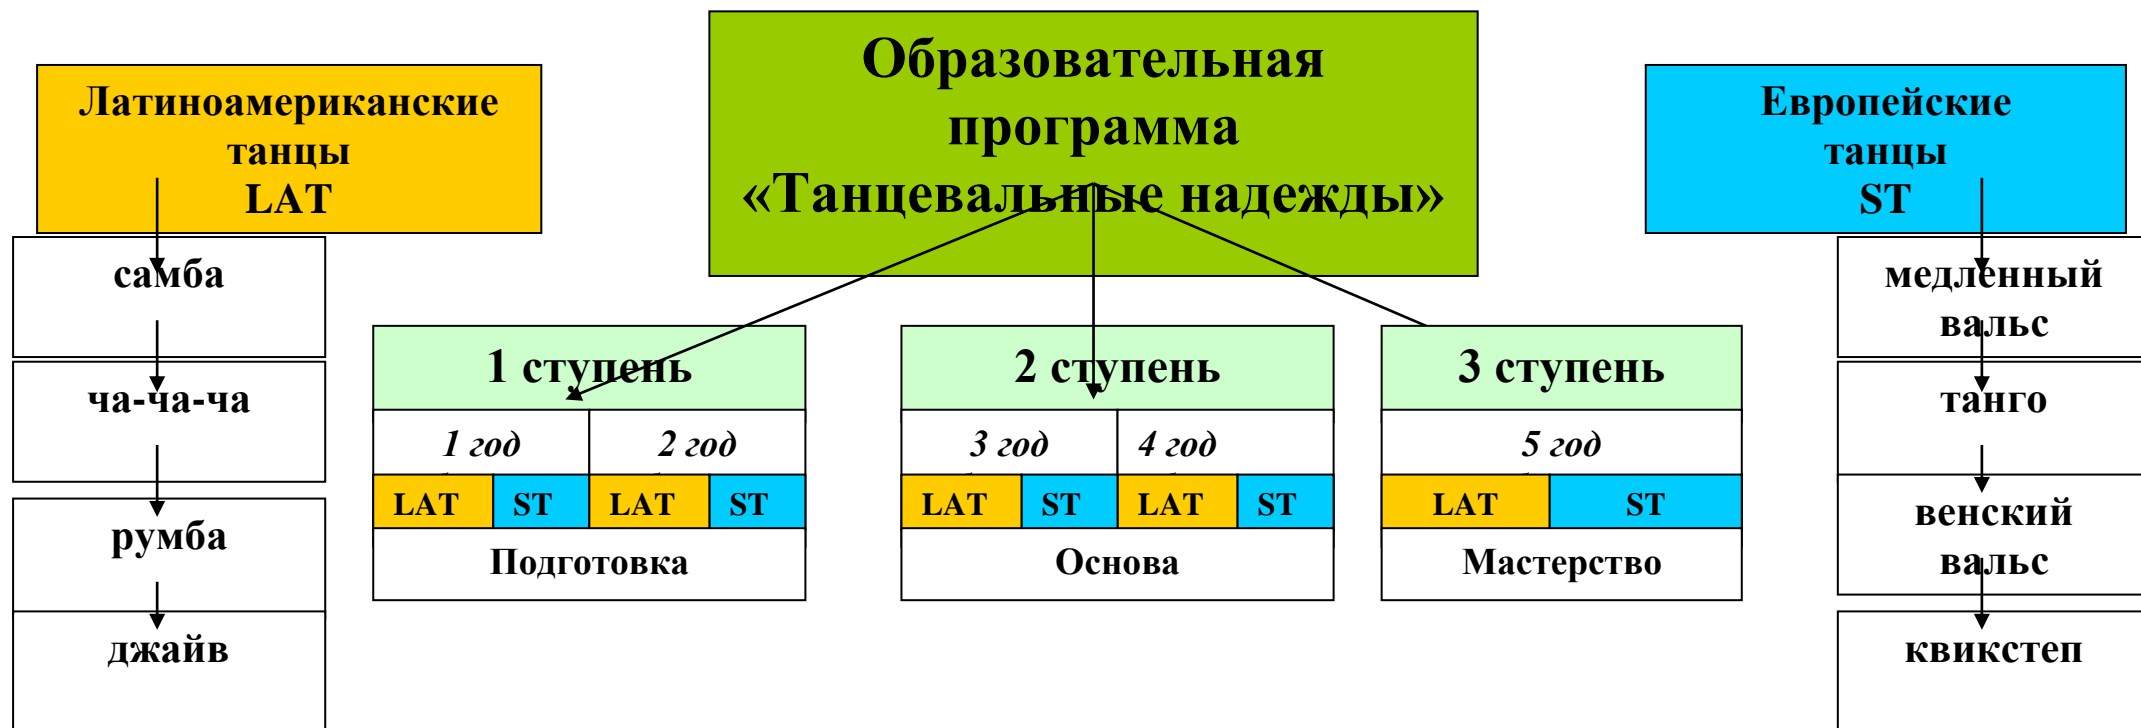 Образовательная
программа
«Танцевальные надежды»
Латиноамериканские
танцы
LAT
самба
ча-ча-ча
румба
джайв
1 ступень
1 год
2 год
LAT
ST
LAT
ST
Подготовка
2 ступень
3 год
4 год
LAT
ST
LAT
ST
Основа
3 ступень
5 год
LAT
ST
Мастерство
Европейские
танцы
ST
медленный
вальс
танго
венский
вальс
квикстеп